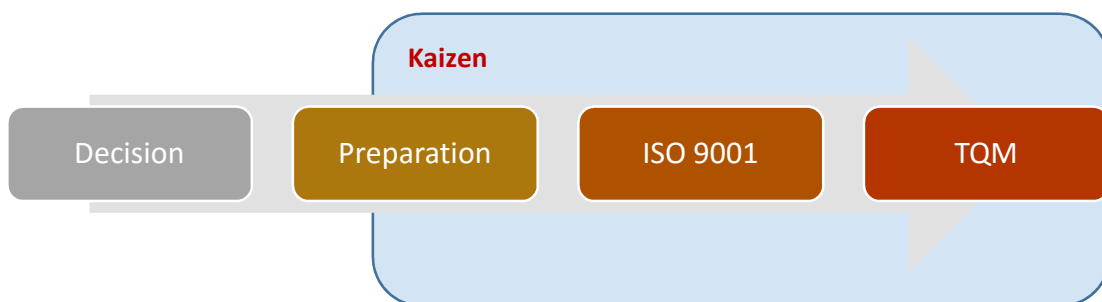 Kaizen
Decision
Preparation
ISO 9001
TQM